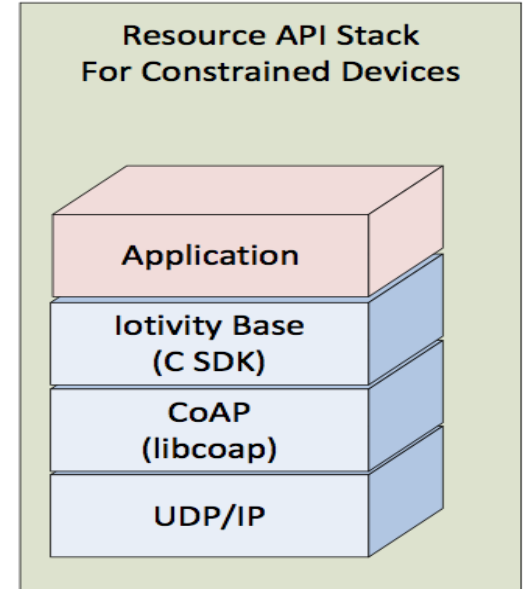 Resource API Stack
For Constrained Devices
Application
Iotivity Base
(C SDK)
CoAP
(libcoap)
UDP/IP